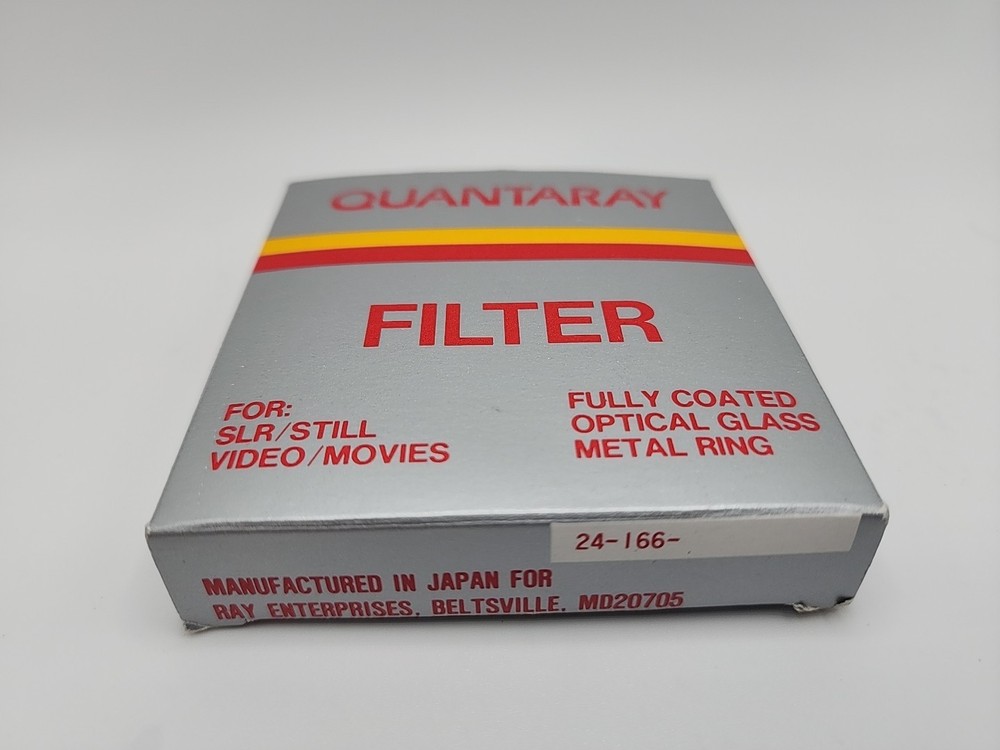 QUANTARAY
FILTER
FOR:
SLR/STILL
VIDEO/MOVIES
FULLY COATED
OPTICAL GLASS
METAL RING
24-166-
MANUFACTURED IN JAPAN FOR
RAY ENTERPRISES, BELTSVILLE, MD20705